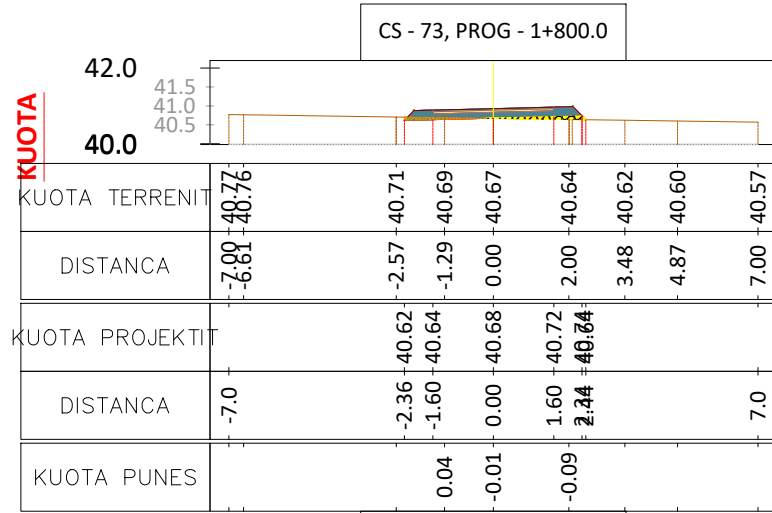 CS - 73, PROG - 1+800.0
42.0
41.5
41.0
40.5
40.0
KUOTA
KUOTA TERRENIT 40.77 40.76 40.71 40.69 40.67 40.64 40.62 40.60 40.57
DISTANCA -7.00 -6.61 -2.57 -1.29 0.00 2.00 3.48 4.87 7.00
KUOTA PROJEKTIT 40.62 40.64 40.68 40.72 40.74 40.64
DISTANCA -7.0 -2.36 -1.60 0.00 1.60 2.34 2.44 7.0
KUOTA PUNES 0.04 -0.01 -0.09